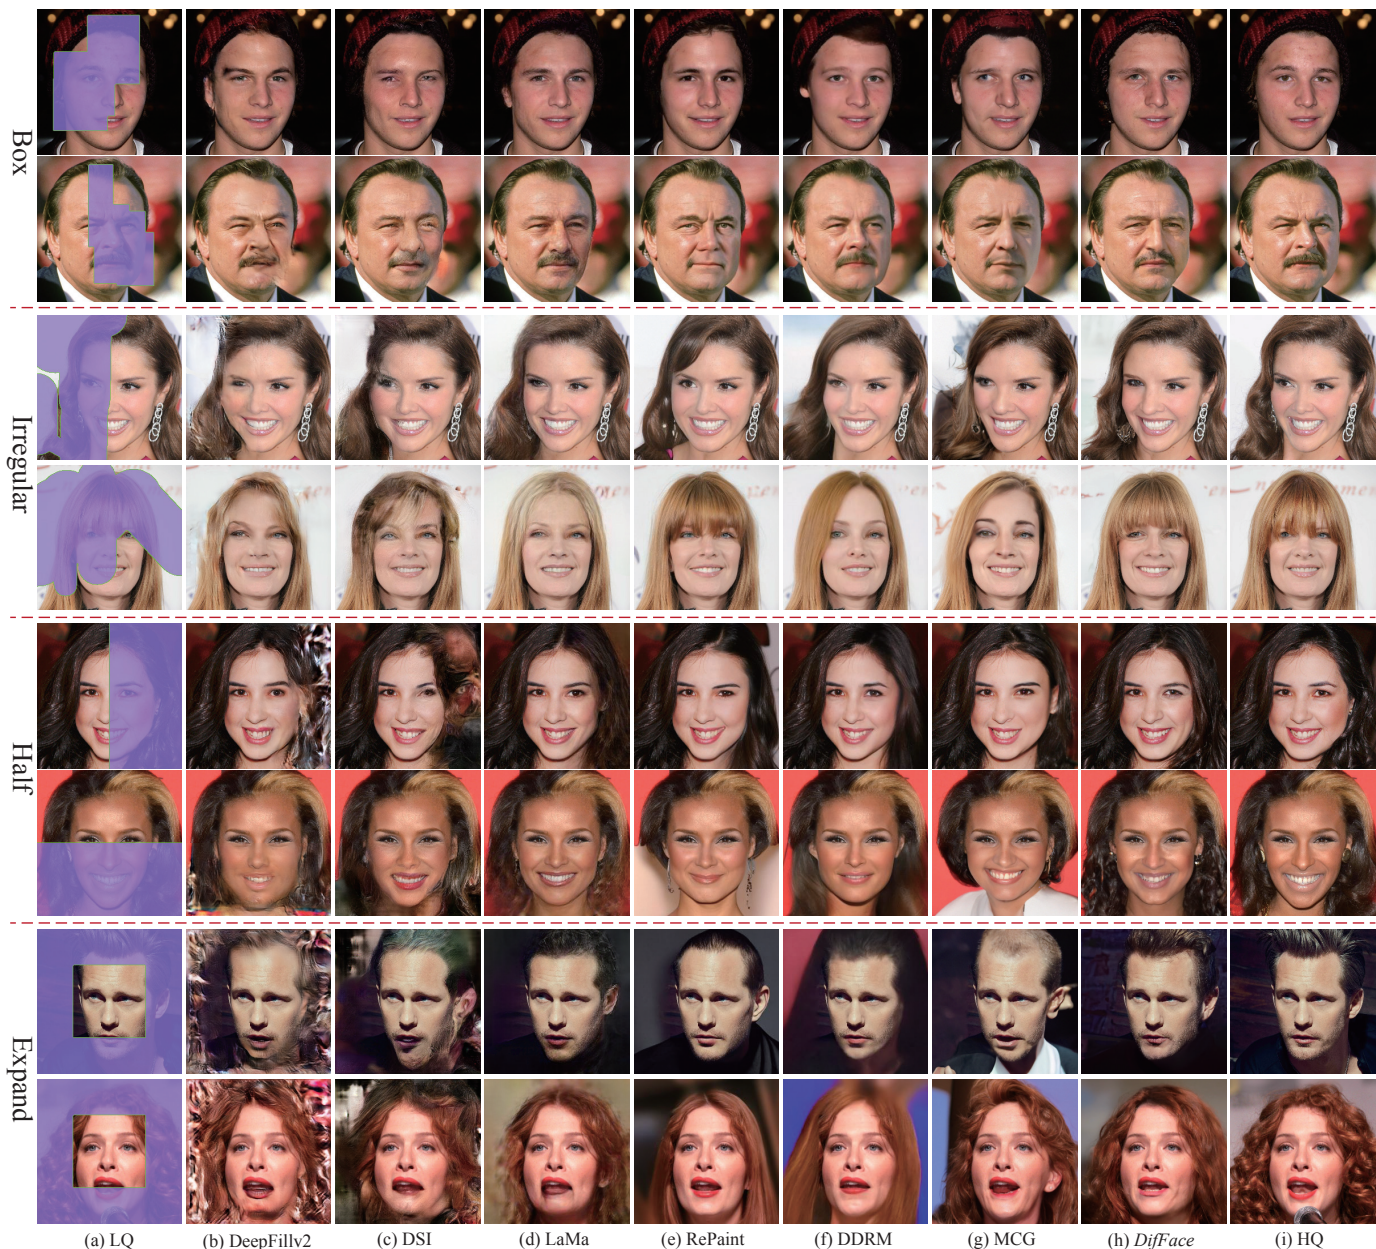 Box
Irregular
Half
Expand
(a) LQ
(b) DeepFillv2
(c) DSI
(d) LaMa
(e) RePaint
(f) DDRM
(g) MCG
(h) DifFace
(i) HQ